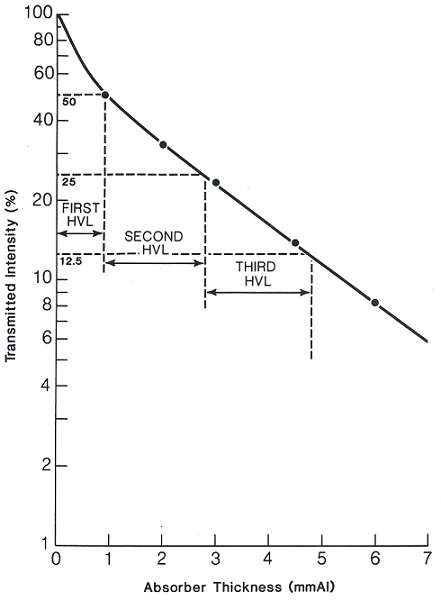 100
80
60
50
40
25
20
FIRST
HVL
SECOND
HVL
THIRD
HVL
12.5
10
8
6
4
2
1
0 1 2 3 4 5 6 7
Transmitted Intensity (%)
Absorber Thickness (mmAl)